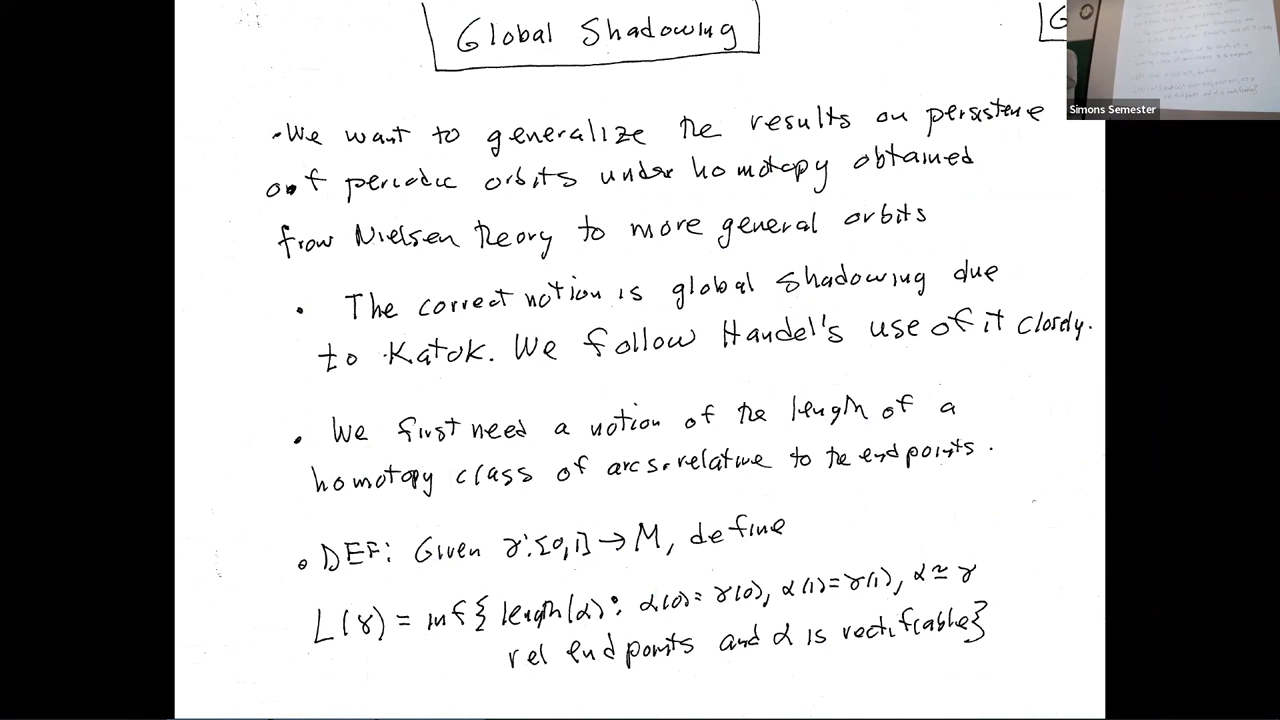 Global Shadowing
G
Simons Semester
• We want to generalize the results on persistence
of periodic orbits under homotopy obtained
from Nielsen theory to more general orbits
• The correct notion is global shadowing due
to Katok. We follow Handel's use of it closely.
• We first need a notion of the length of a
homotopy class of arcs relative to the endpoints.
• DEF: Given γ:[0,1] → M, define
L(γ) = inf{ length(α): α(0) = γ(0), α(1) = γ(1), α ≃ γ
rel endpoints and α is rectifiable}